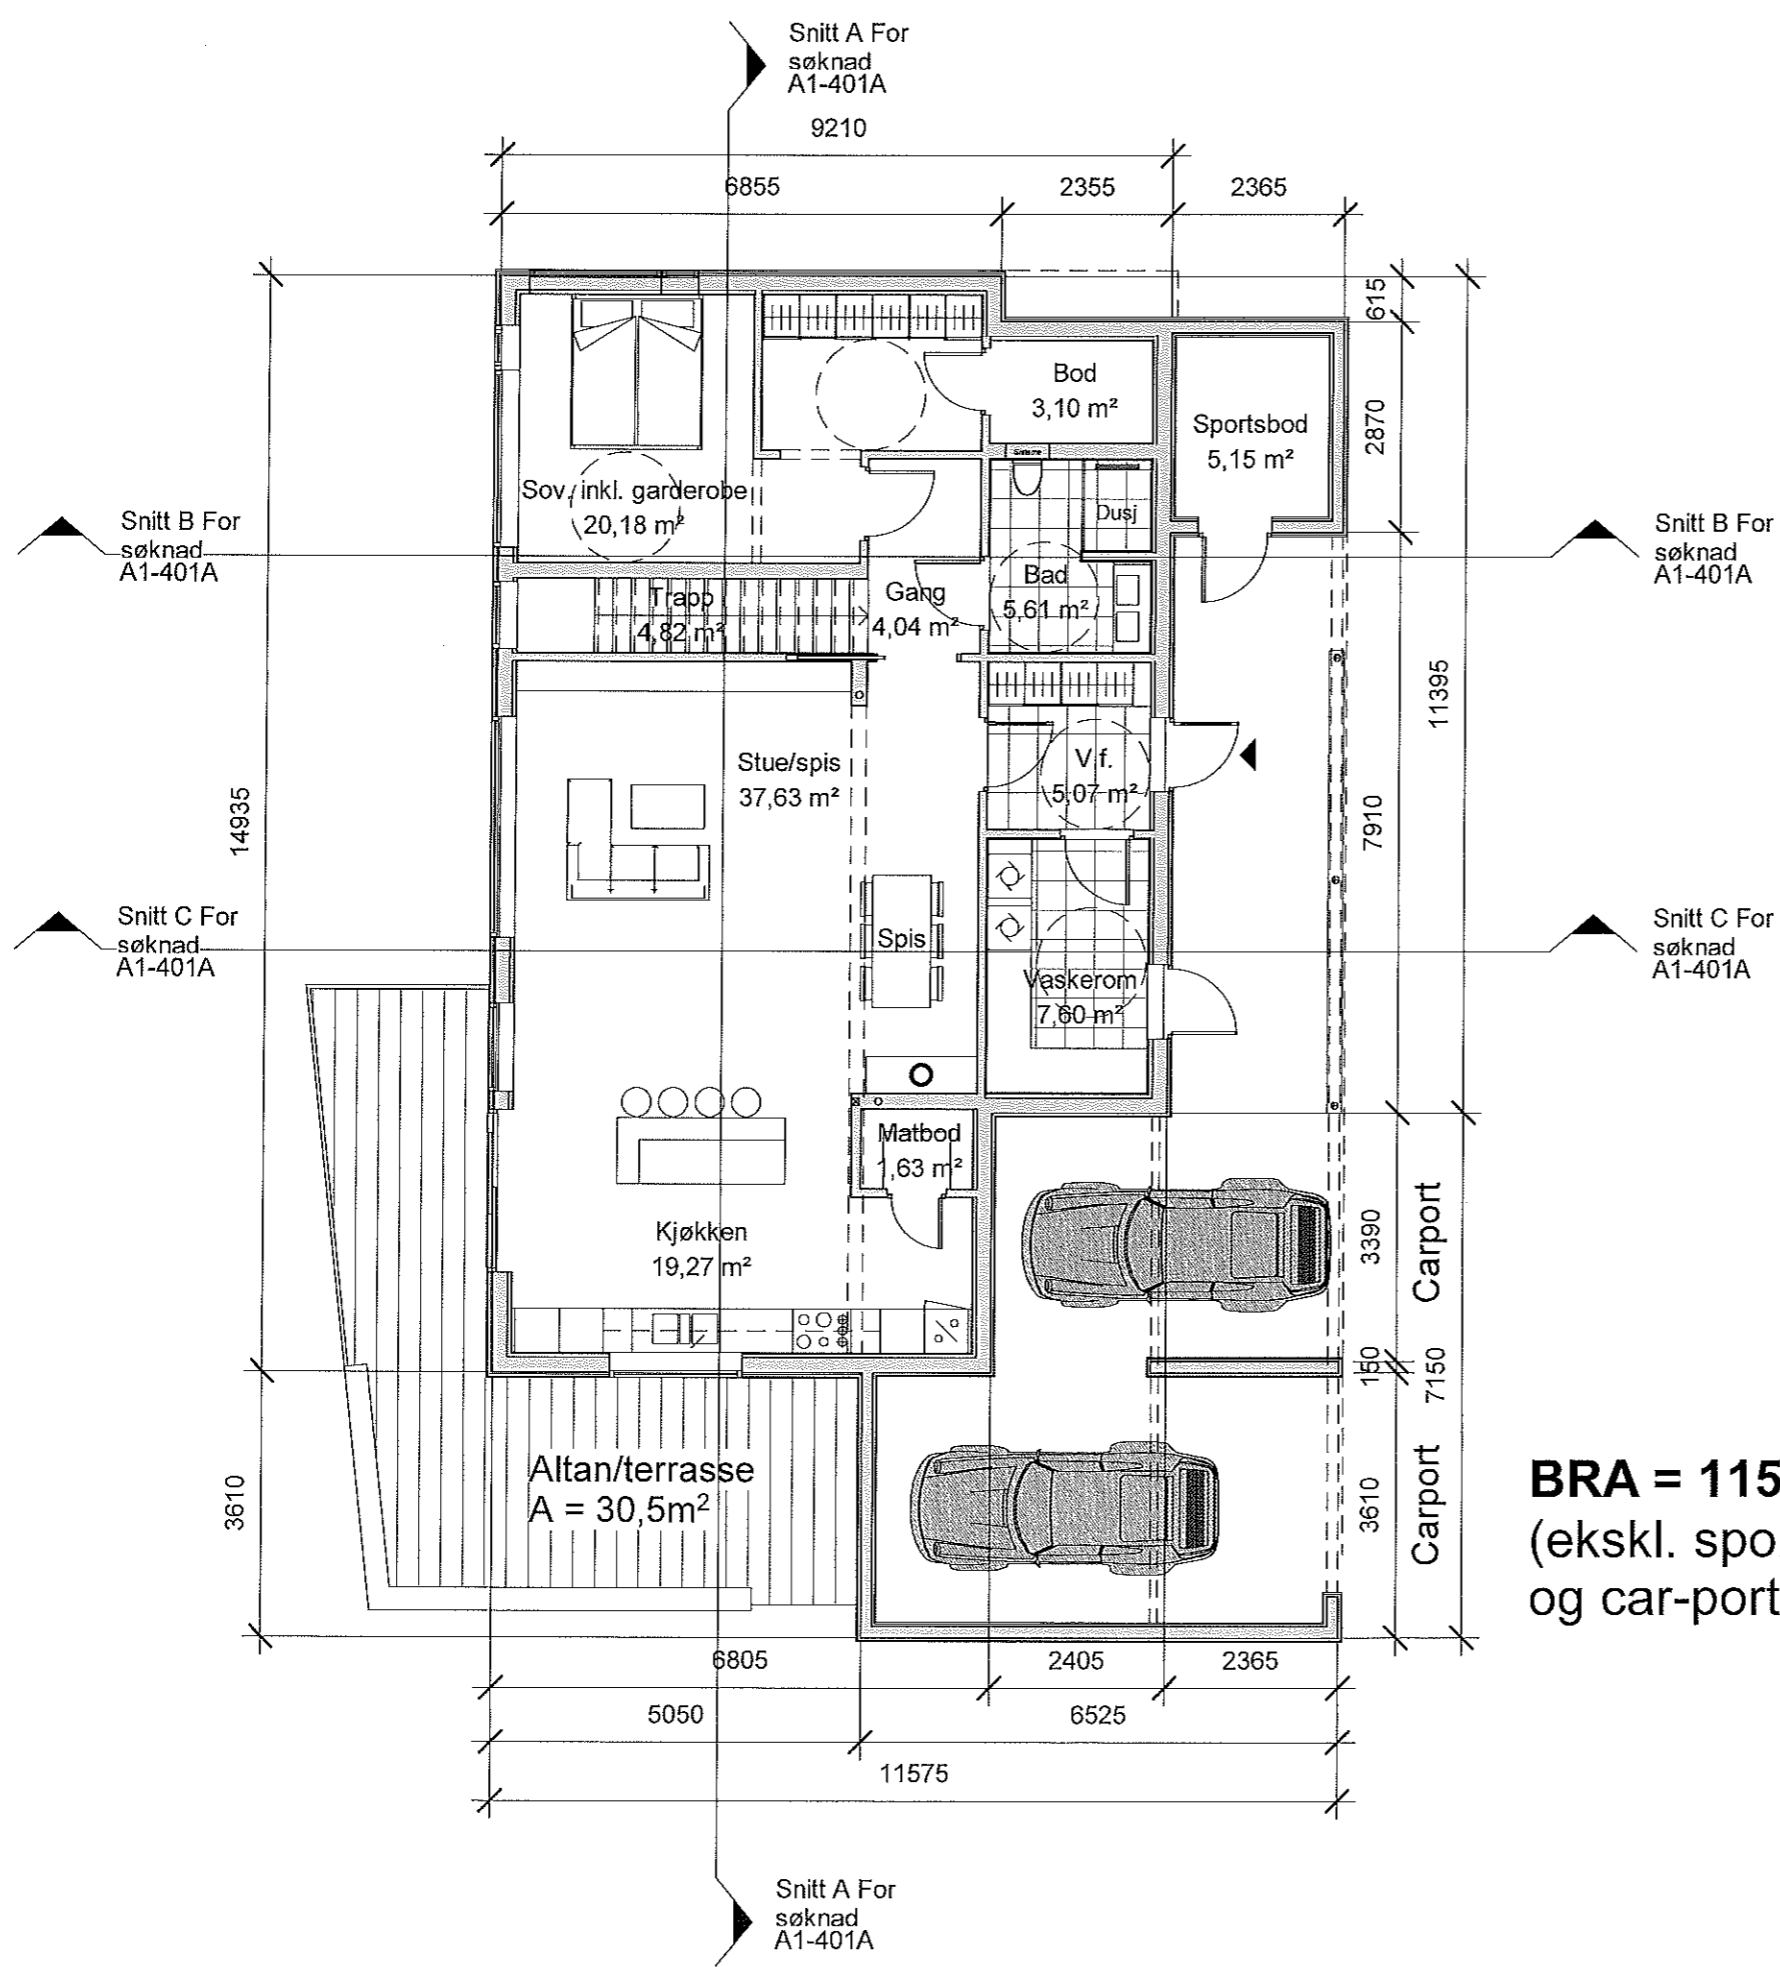 Snitt A For
søknad
A1-401A
9210
6855
2355
2365
615
Bod
3,10 m²
2870
Sportsbod
5,15 m²
Sov. inkl. garderobe
20,18 m²
Dusj
Snitt B For
søknad
A1-401A
Snitt B For
søknad
A1-401A
Bad
5,61 m²
Trapp
4,82 m²
Gang
4,04 m²
11395
Stue/spis
37,63 m²
V.f.
5,07 m²
14935
7910
Snitt C For
søknad
A1-401A
Snitt C For
søknad
A1-401A
Spis
Vaskerom
7,60 m²
Matbod
1,63 m²
Kjøkken
19,27 m²
3390
Carport
150
7150
Altan/terrasse
A = 30,5m²
3610
3610
Carport
BRA = 115
(ekskl. spo
og car-port
6805
2405
2365
5050
6525
11575
Snitt A For
søknad
A1-401A